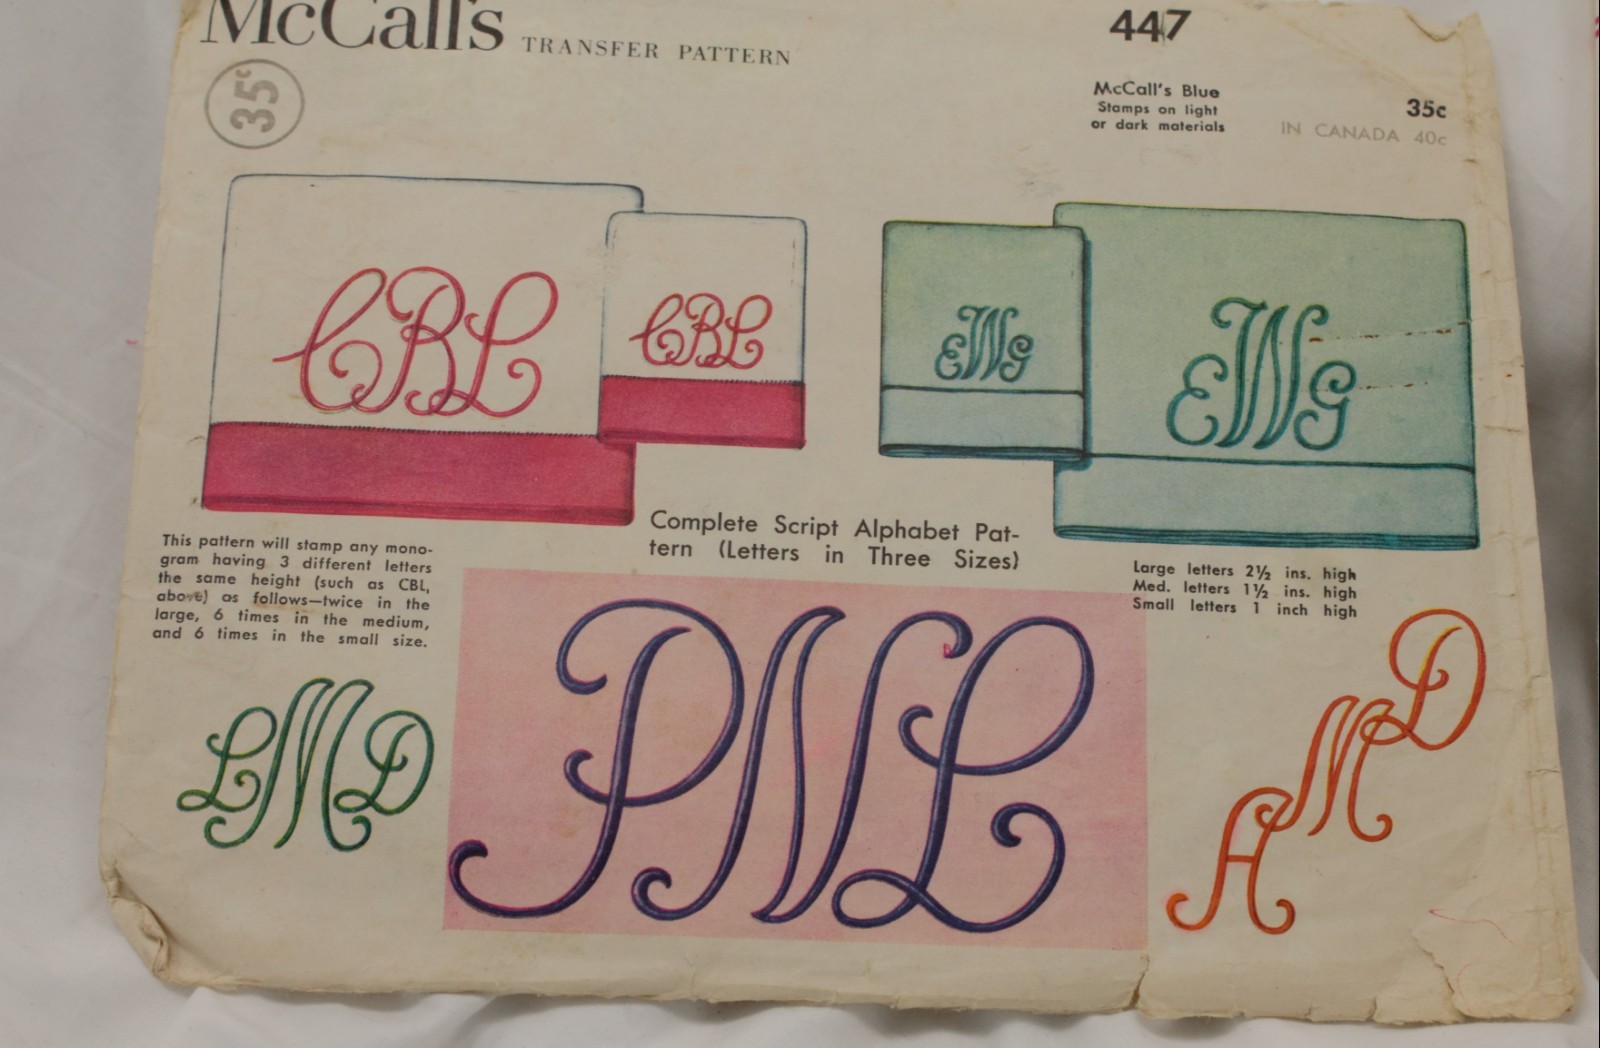 McCall's TRANSFER PATTERN
447
35c
McCall's Blue
Stamps on light
or dark materials
35c
IN CANADA 40c
CBL
CBL
EWG
EWG
Complete Script Alphabet Pat-
tern (Letters in Three Sizes)
This pattern will stamp any mono-
gram having 3 different letters
the same height (such as CBL,
above) as follows—twice in the
large, 6 times in the medium,
and 6 times in the small size.
Large letters 2½ ins. high
Med. letters 1½ ins. high
Small letters 1 inch high
LMD
PNL
AMD